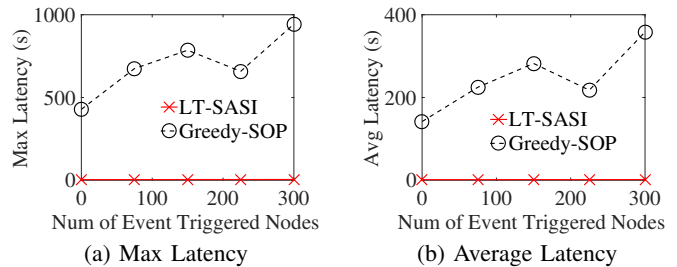 Max Latency (s)
1000
500
0
LT-SASI
Greedy-SOP
0 100 200 300
Num of Event Triggered Nodes
(a) Max Latency
Avg Latency (s)
400
200
0
LT-SASI
Greedy-SOP
0 100 200 300
Num of Event Triggered Nodes
(b) Average Latency